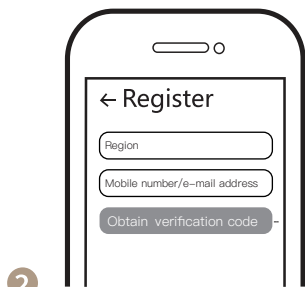 ← Register
Region
Mobile number/e-mail address
Obtain verification code
2